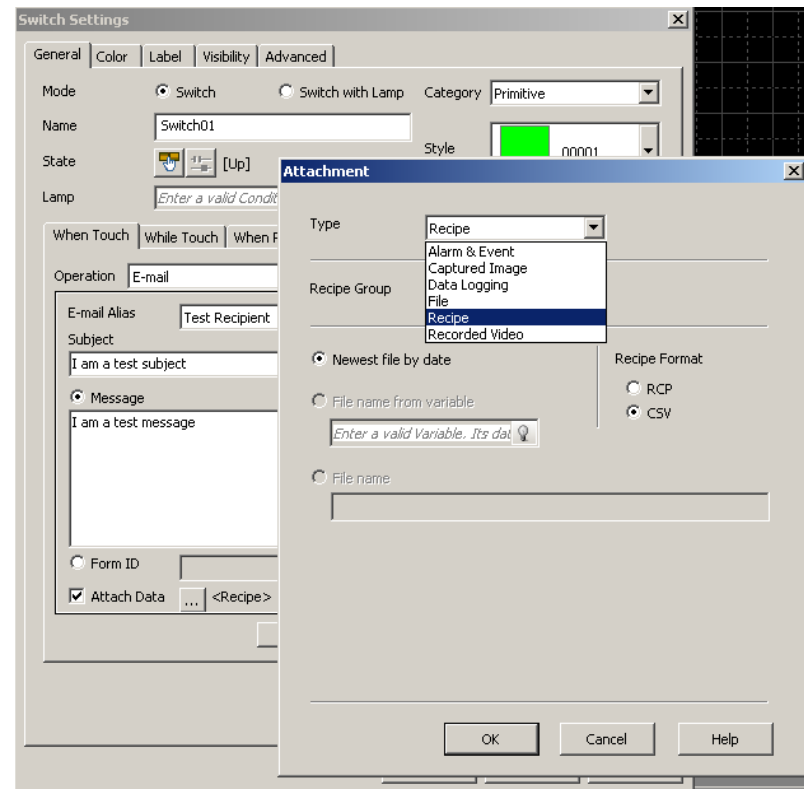 Switch Settings
General Color Label Visibility Advanced
Mode Switch Switch with Lamp Category Primitive
Name Switch01
Style 00001
State [Up]
Lamp Enter a valid
When Touch While Touch When
Operation E-mail
E-mail Alias Test Recipient
Subject
I am a test subject
Message
I am a test message
Form ID
Attach Data ... <Recipe>
Attachment
Type Recipe
Alarm & Event
Captured Image
Data Logging
File
Recipe
Recorded Video
Recipe Group
Newest file by date
Recipe Format
RCP
CSV
File name from variable
Enter a valid Variable. Its
File name
OK Cancel Help